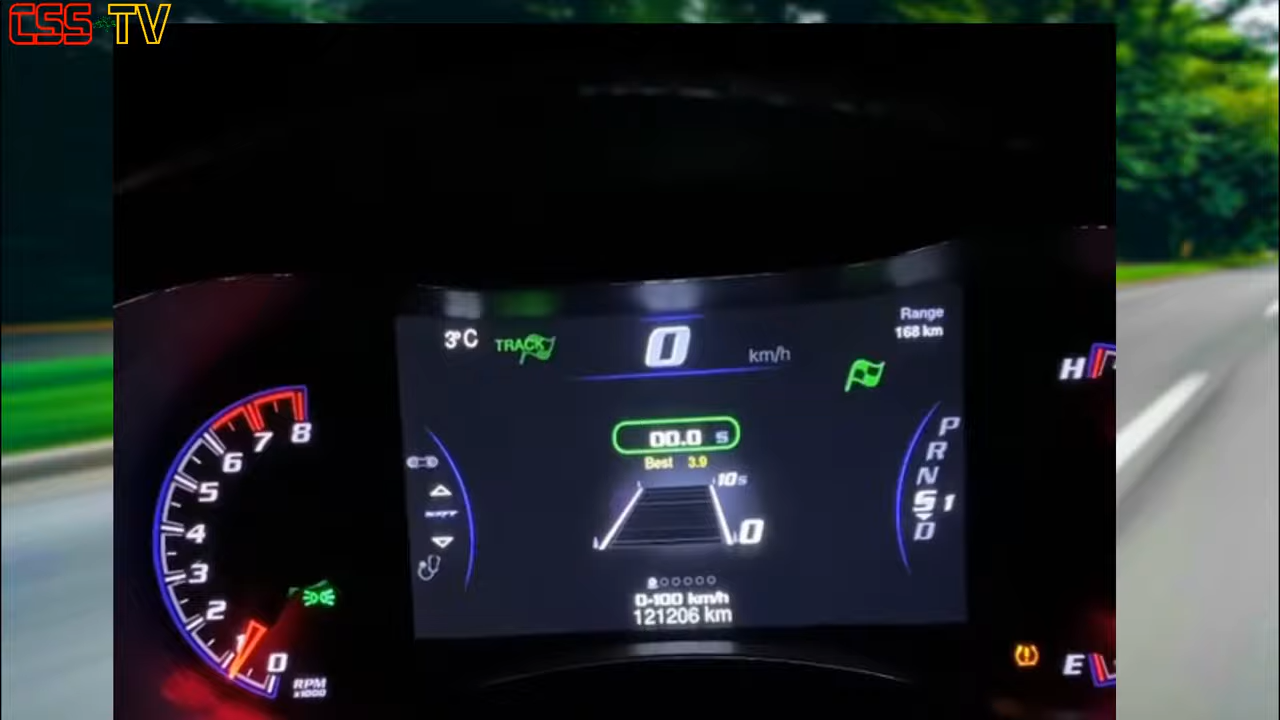 CSS TV
3°C
TRACK
0
km/h
Range
168 km
00.0 s
Best 3.9
10s
0
0-100 km/h
121206 km
P
R
N
S 1
D
8
7
6
5
4
3
2
1
0
RPM
x1000
H
E